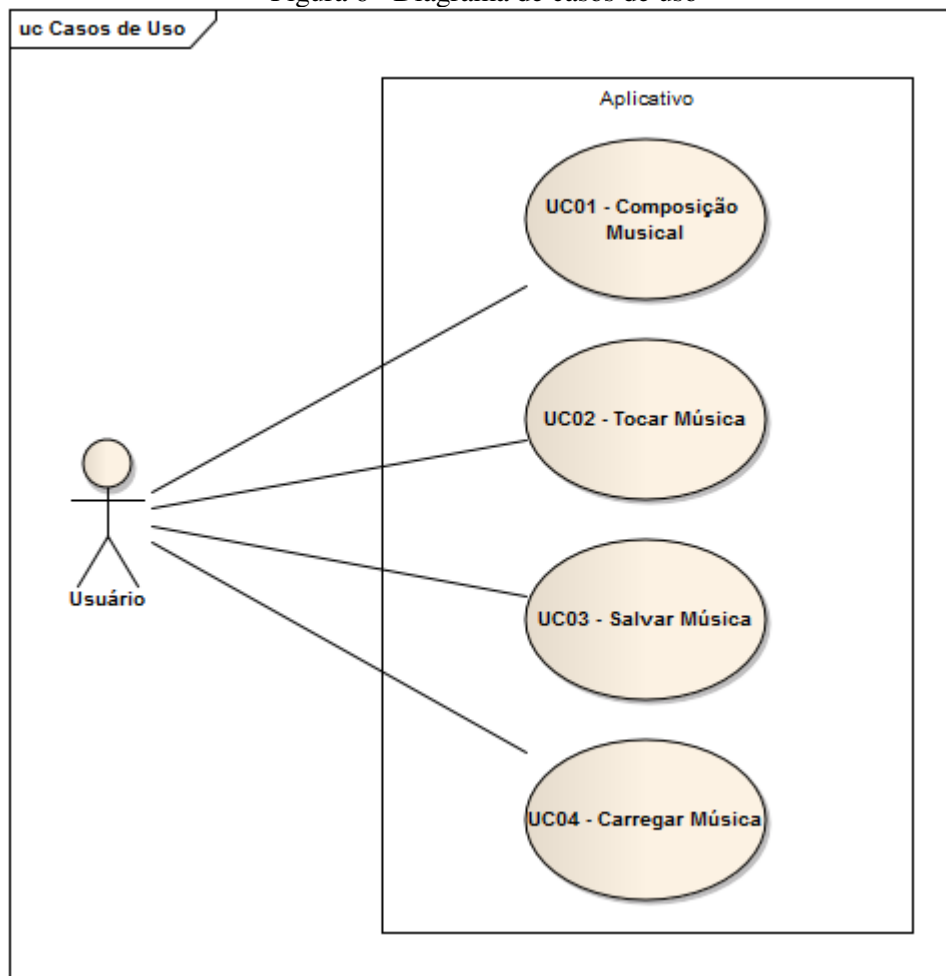 Figura 6 - Diagrama de casos de uso
uc Casos de Uso
Aplicativo
UC01 - Composição
Musical
UC02 - Tocar Música
UC03 - Salvar Música
UC04 - Carregar Música
Usuário